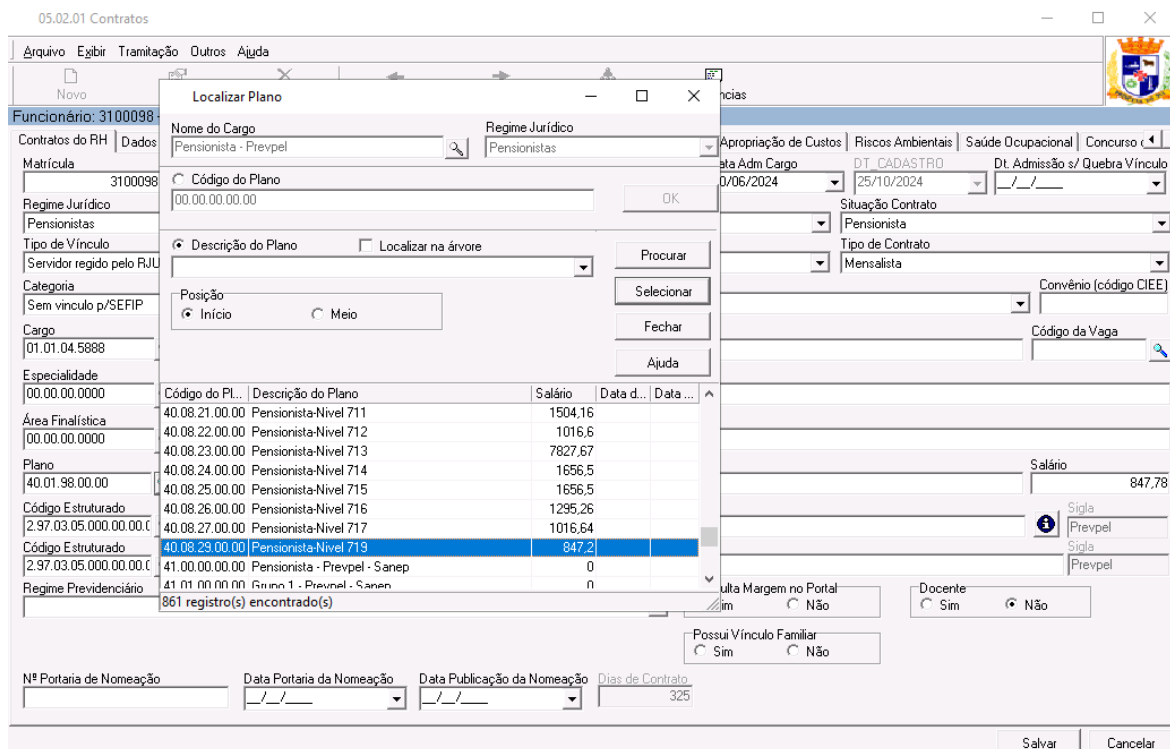 05.02.01 Contratos
Arquivo Exibir Tramitação Outros Ajuda
Novo
ncias
Funcionário: 3100098 -
Contratos do RH Dados
Apropriação de Custos Riscos Ambientais Saúde Ocupacional Concurso
Matrícula
3100098
ata Adm Cargo
0/06/2024
DT_CADASTRO
25/10/2024
Dt. Admissão s/ Quebra Vínculo
__/__/____
Regime Jurídico
Pensionistas
Situação Contrato
Pensionista
Tipo de Vínculo
Servidor regido pelo RJU
Tipo de Contrato
Mensalista
Categoria
Sem vinculo p/SEFIP
Convênio (código CIEE)
Cargo
01.01.04.5888
Código da Vaga
Especialidade
00.00.00.0000
Área Finalística
00.00.00.0000
Plano
40.01.98.00.00
Salário
847,78
Código Estruturado
2.97.03.05.000.00.00.0
Sigla
Prevpel
Código Estruturado
2.97.03.05.000.00.00.0
Sigla
Prevpel
Regime Previdenciário
ulta Margem no Portal
im Não
Docente
Sim Não
Possui Vínculo Familiar
Sim Não
Nº Portaria de Nomeação
Data Portaria da Nomeação
__/__/____
Data Publicação da Nomeação
__/__/____
Dias de Contrato
325
Salvar Cancelar
Localizar Plano
Nome do Cargo
Pensionista - Prevpel
Regime Jurídico
Pensionistas
Código do Plano
00.00.00.00.00
OK
Descrição do Plano Localizar na árvore
Procurar
Selecionar
Fechar
Ajuda
Posição
Início Meio
Código do Pl... Descrição do Plano Salário Data d... Data ...
40.08.21.00.00 Pensionista-Nivel 711 1504,16
40.08.22.00.00 Pensionista-Nivel 712 1016,6
40.08.23.00.00 Pensionista-Nivel 713 7827,67
40.08.24.00.00 Pensionista-Nivel 714 1656,5
40.08.25.00.00 Pensionista-Nivel 715 1656,5
40.08.26.00.00 Pensionista-Nivel 716 1295,26
40.08.27.00.00 Pensionista-Nivel 717 1016,64
40.08.29.00.00 Pensionista-Nivel 719 847,2
41.00.00.00.00 Pensionista - Prevpel - Sanep 0
41.01.00.00.00 Grupo 1 - Prevpel - Sanep 0
861 registro(s) encontrado(s)